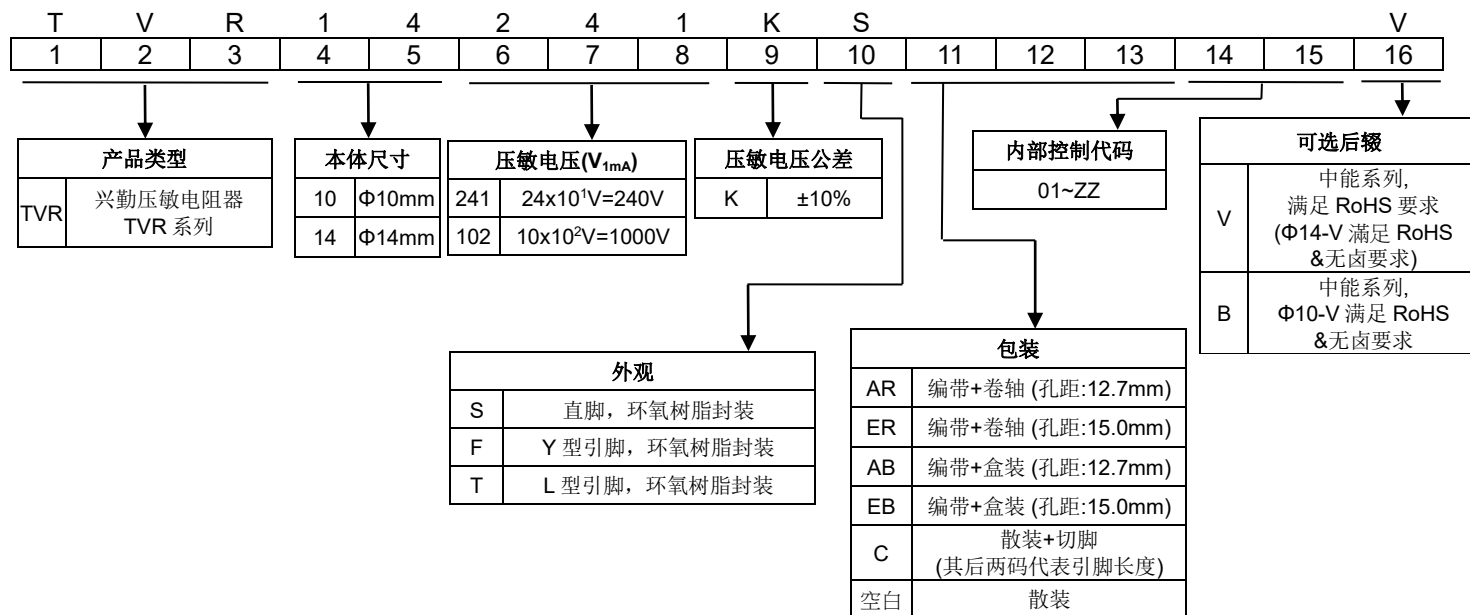 T V R 1 4 2 4 1 K S V
1 2 3 4 5 6 7 8 9 10 11 12 13 14 15 16
产品类型
TVR 兴勤压敏电阻器
TVR 系列
本体尺寸
10 Φ10mm
14 Φ14mm
压敏电压(V1mA)
241 24x10¹V=240V
102 10x10²V=1000V
压敏电压公差
K ±10%
内部控制代码
01~ZZ
可选后辍
V 中能系列,
满足 RoHS 要求
(Φ14-V 滿足 RoHS
&无卤要求)
B 中能系列,
Φ10-V 满足 RoHS
&无卤要求
外观
S 直脚，环氧树脂封装
F Y 型引脚，环氧树脂封装
T L 型引脚，环氧树脂封装
包装
AR 编带+卷轴 (孔距:12.7mm)
ER 编带+卷轴 (孔距:15.0mm)
AB 编带+盒装 (孔距:12.7mm)
EB 编带+盒装 (孔距:15.0mm)
C 散装+切脚
(其后两码代表引脚长度)
空白 散装